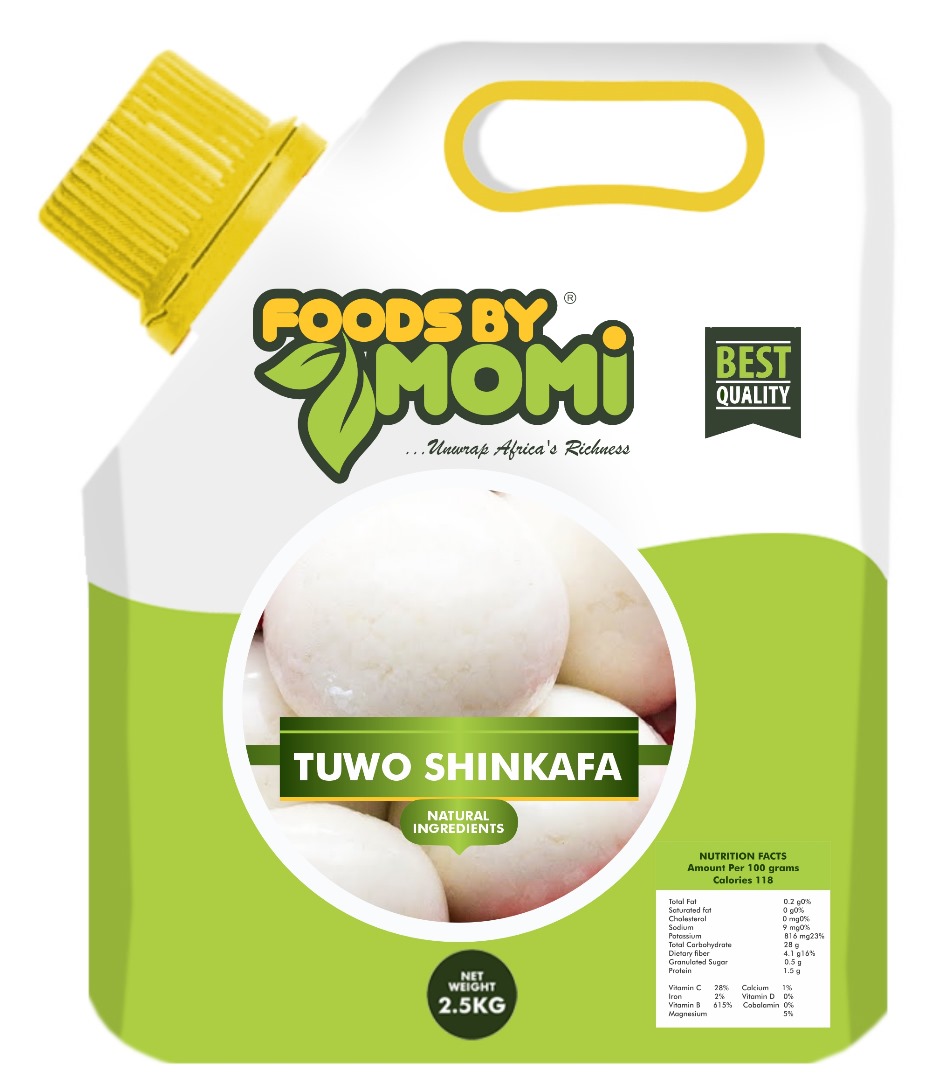 FOODS BY ®
MOMi
...Unwrap Africa's Richness
BEST
QUALITY
TUWO SHINKAFA
NATURAL
INGREDIENTS
NUTRITION FACTS
Amount Per 100 grams
Calories 118
Total Fat 0.2 g0%
Saturated fat 0 g0%
Cholesterol 0 mg0%
Sodium 9 mg0%
Potassium 816 mg23%
Total Carbohydrate 28 g
Dietary fiber 4.1 g16%
Granulated Sugar 0.5 g
Protein 1.5 g
Vitamin C 28% Calcium 1%
Iron 2% Vitamin D 0%
Vitamin B 615% Cobalamin 0%
Magnesium 5%
NET
WEIGHT
2.5KG